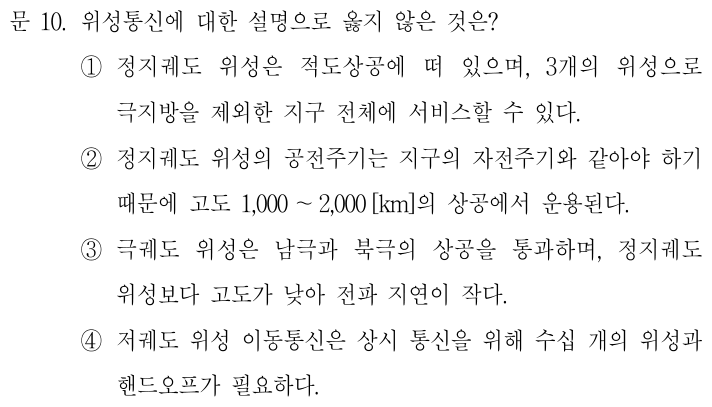 문 10. 위성통신에 대한 설명으로 옳지 않은 것은?
① 정지궤도 위성은 적도상공에 떠 있으며, 3개의 위성으로
극지방을 제외한 지구 전체에 서비스할 수 있다.
② 정지궤도 위성의 공전주기는 지구의 자전주기와 같아야 하기
때문에 고도 1,000 ~ 2,000 [km]의 상공에서 운용된다.
③ 극궤도 위성은 남극과 북극의 상공을 통과하며, 정지궤도
위성보다 고도가 낮아 전파 지연이 작다.
④ 저궤도 위성 이동통신은 상시 통신을 위해 수십 개의 위성과
핸드오프가 필요하다.